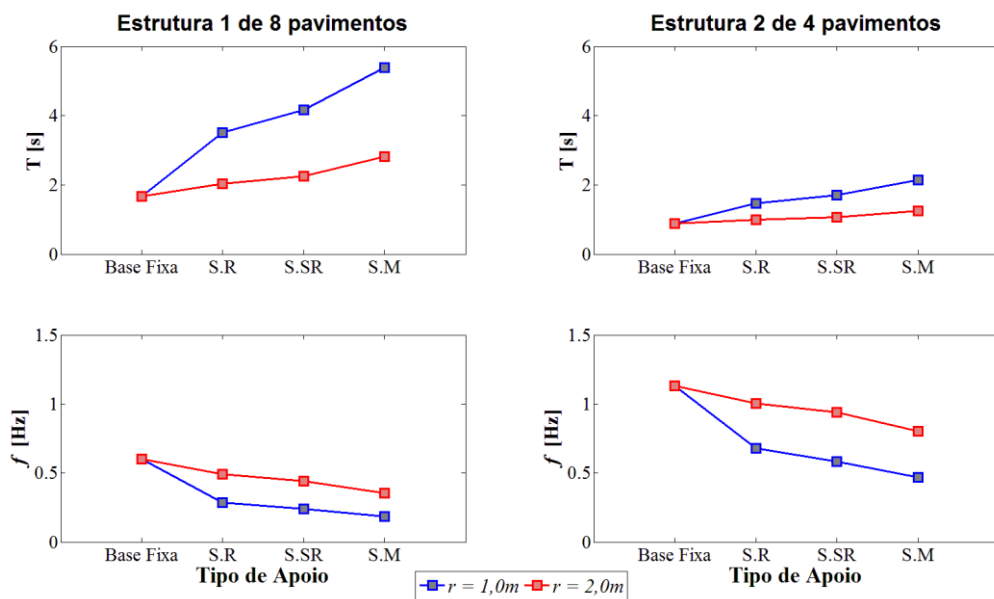 Estrutura 1 de 8 pavimentos
T [s]
6
4
2
0
Base Fixa S.R S.SR S.M
Estrutura 2 de 4 pavimentos
T [s]
6
4
2
0
Base Fixa S.R S.SR S.M
f [Hz]
1.5
1
0.5
0
Base Fixa S.R S.SR S.M
Tipo de Apoio
f [Hz]
1.5
1
0.5
0
Base Fixa S.R S.SR S.M
Tipo de Apoio
r = 1,0m r = 2,0m